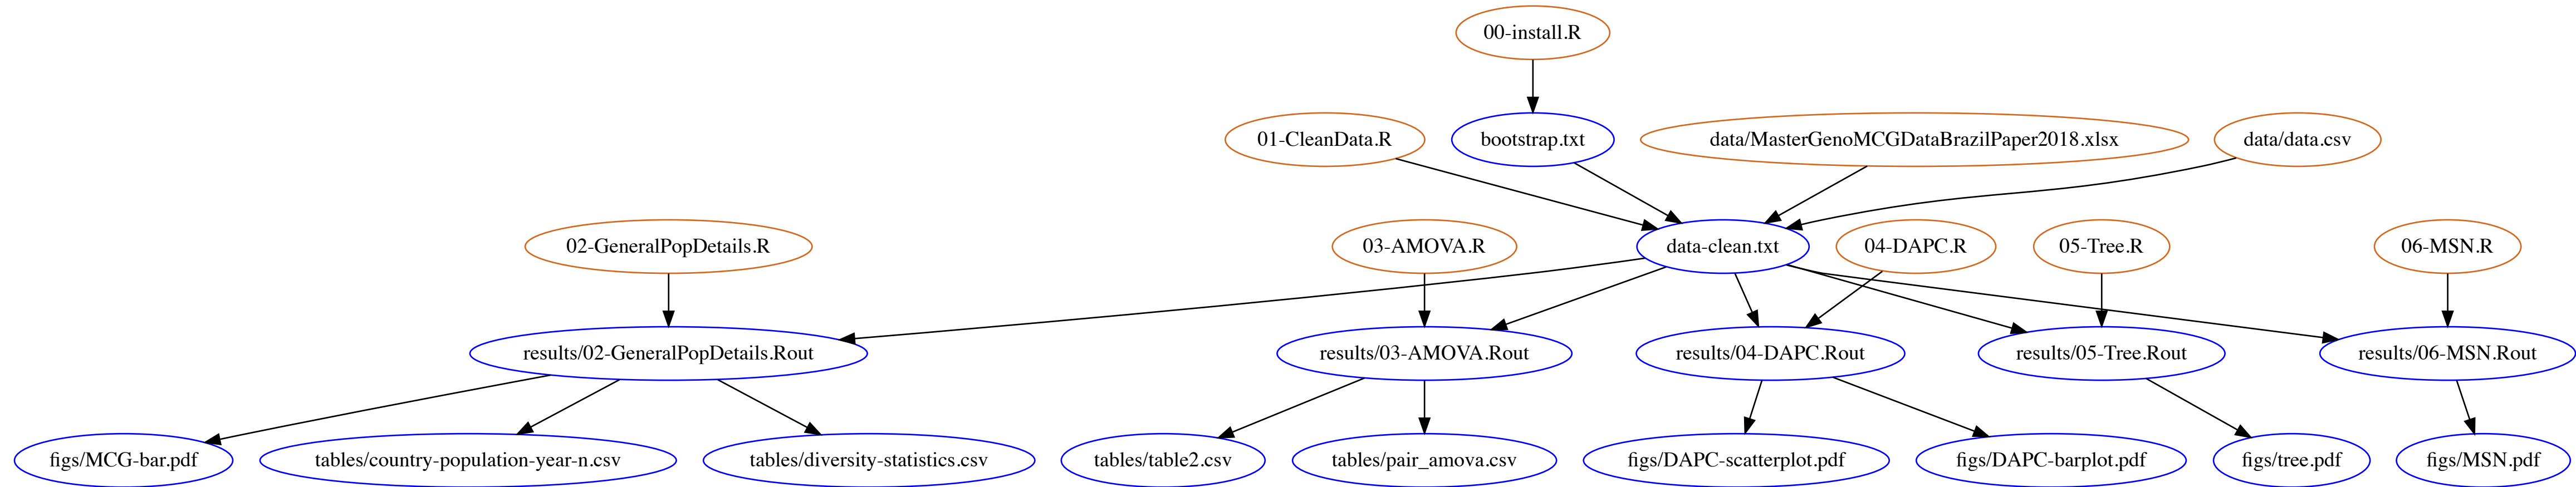 00-install.R
01-CleanData.R
bootstrap.txt
data/MasterGenoMCGDataBrazilPaper2018.xlsx
data/data.csv
02-GeneralPopDetails.R
03-AMOVA.R
data-clean.txt
04-DAPC.R
05-Tree.R
06-MSN.R
results/02-GeneralPopDetails.Rout
results/03-AMOVA.Rout
results/04-DAPC.Rout
results/05-Tree.Rout
results/06-MSN.Rout
figs/MCG-bar.pdf
tables/country-population-year-n.csv
tables/diversity-statistics.csv
tables/table2.csv
tables/pair_amova.csv
figs/DAPC-scatterplot.pdf
figs/DAPC-barplot.pdf
figs/tree.pdf
figs/MSN.pdf